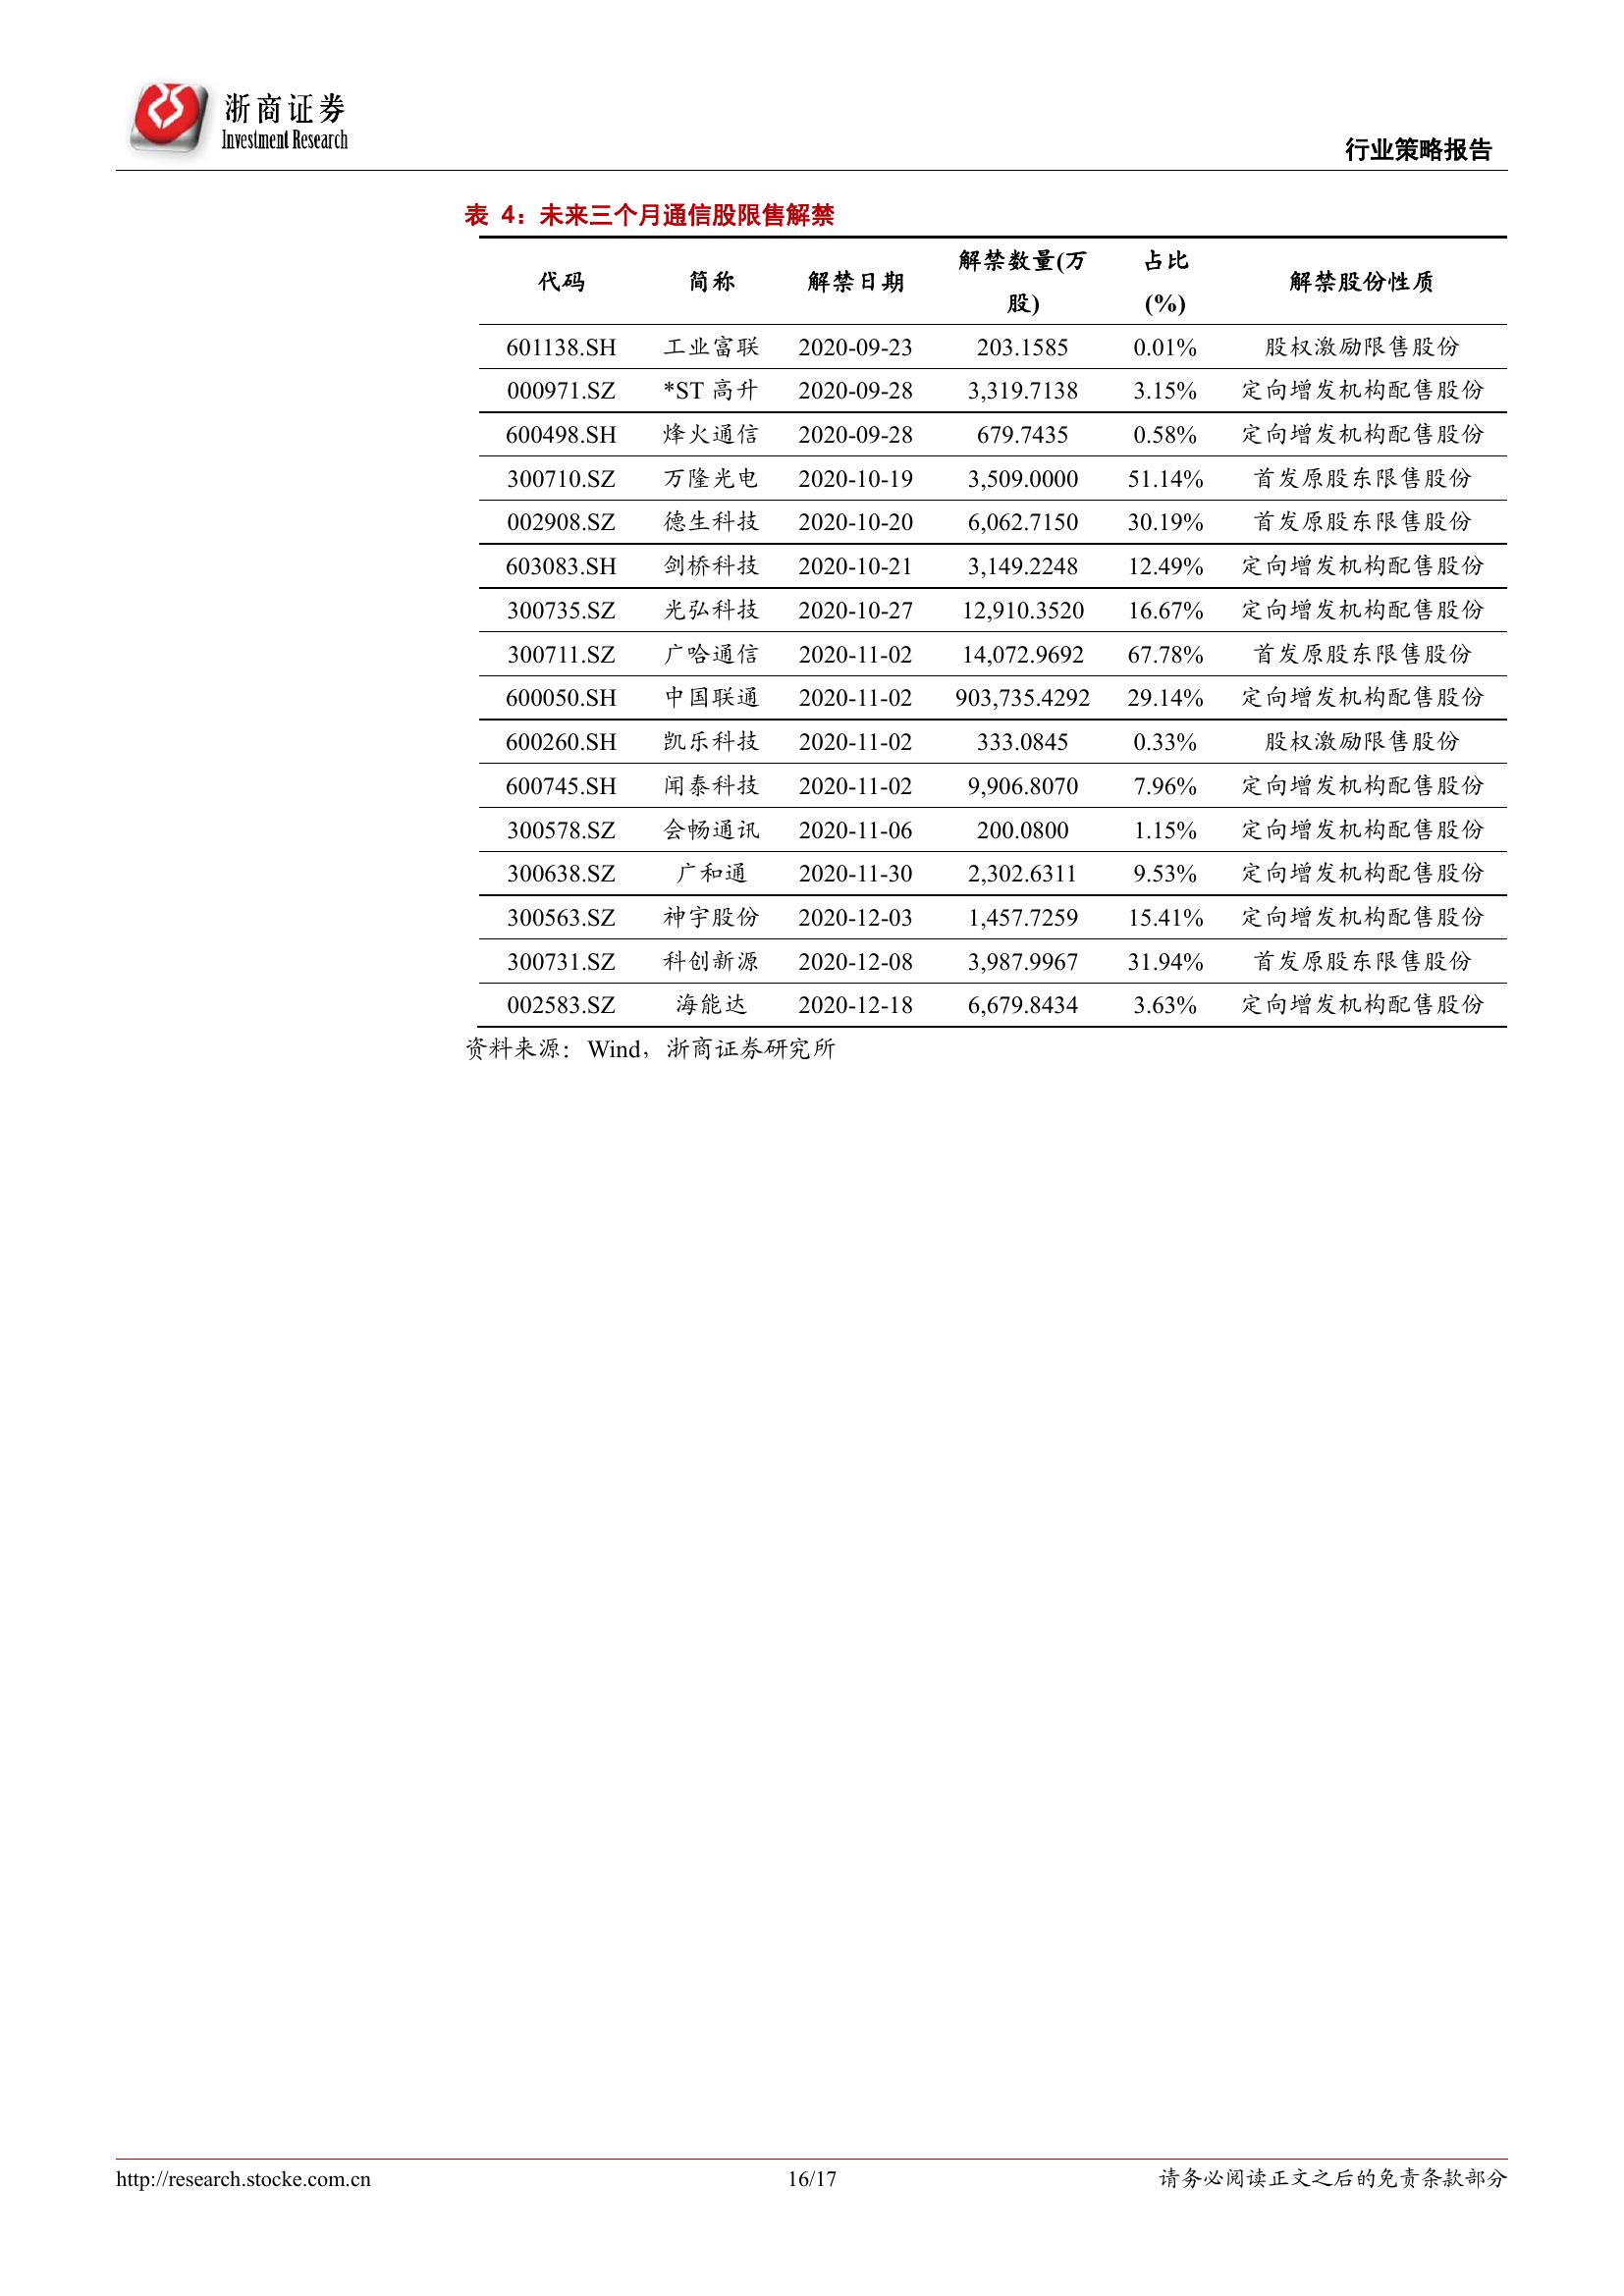 浙商证券
Investment Research
行业策略报告
表 4：未来三个月通信股限售解禁
代码 简称 解禁日期 解禁数量(万股) 占比(%) 解禁股份性质
601138.SH 工业富联 2020-09-23 203.1585 0.01% 股权激励限售股份
000971.SZ *ST 高升 2020-09-28 3,319.7138 3.15% 定向增发机构配售股份
600498.SH 烽火通信 2020-09-28 679.7435 0.58% 定向增发机构配售股份
300710.SZ 万隆光电 2020-10-19 3,509.0000 51.14% 首发原股东限售股份
002908.SZ 德生科技 2020-10-20 6,062.7150 30.19% 首发原股东限售股份
603083.SH 剑桥科技 2020-10-21 3,149.2248 12.49% 定向增发机构配售股份
300735.SZ 光弘科技 2020-10-27 12,910.3520 16.67% 定向增发机构配售股份
300711.SZ 广哈通信 2020-11-02 14,072.9692 67.78% 首发原股东限售股份
600050.SH 中国联通 2020-11-02 903,735.4292 29.14% 定向增发机构配售股份
600260.SH 凯乐科技 2020-11-02 333.0845 0.33% 股权激励限售股份
600745.SH 闻泰科技 2020-11-02 9,906.8070 7.96% 定向增发机构配售股份
300578.SZ 会畅通讯 2020-11-06 200.0800 1.15% 定向增发机构配售股份
300638.SZ 广和通 2020-11-30 2,302.6311 9.53% 定向增发机构配售股份
300563.SZ 神宇股份 2020-12-03 1,457.7259 15.41% 定向增发机构配售股份
300731.SZ 科创新源 2020-12-08 3,987.9967 31.94% 首发原股东限售股份
002583.SZ 海能达 2020-12-18 6,679.8434 3.63% 定向增发机构配售股份
资料来源：Wind，浙商证券研究所
http://research.stocke.com.cn 16/17 请务必阅读正文之后的免责条款部分